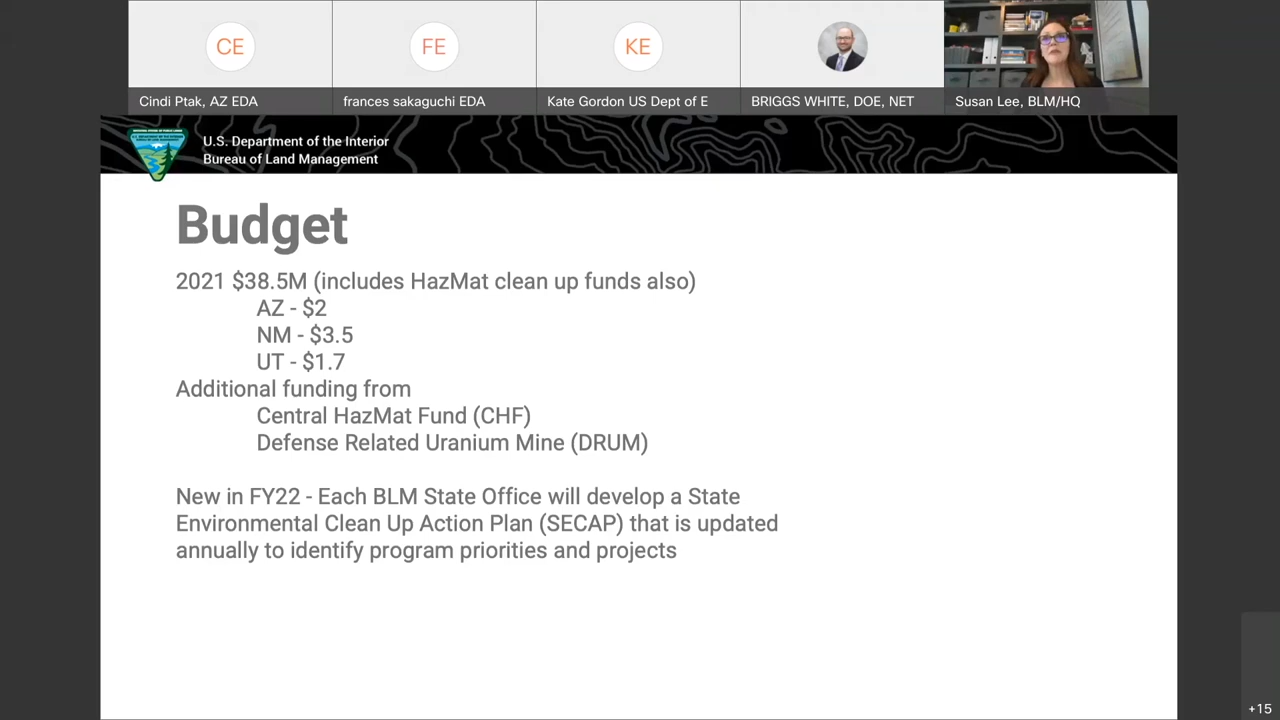 CE
FE
KE
Cindi Ptak, AZ EDA
frances sakaguchi EDA
Kate Gordon US Dept of E
BRIGGS WHITE, DOE, NET
Susan Lee, BLM/HQ
U.S. Department of the Interior
Bureau of Land Management
Budget
2021 $38.5M (includes HazMat clean up funds also)
AZ - $2
NM - $3.5
UT - $1.7
Additional funding from
Central HazMat Fund (CHF)
Defense Related Uranium Mine (DRUM)
New in FY22 - Each BLM State Office will develop a State
Environmental Clean Up Action Plan (SECAP) that is updated
annually to identify program priorities and projects
+15